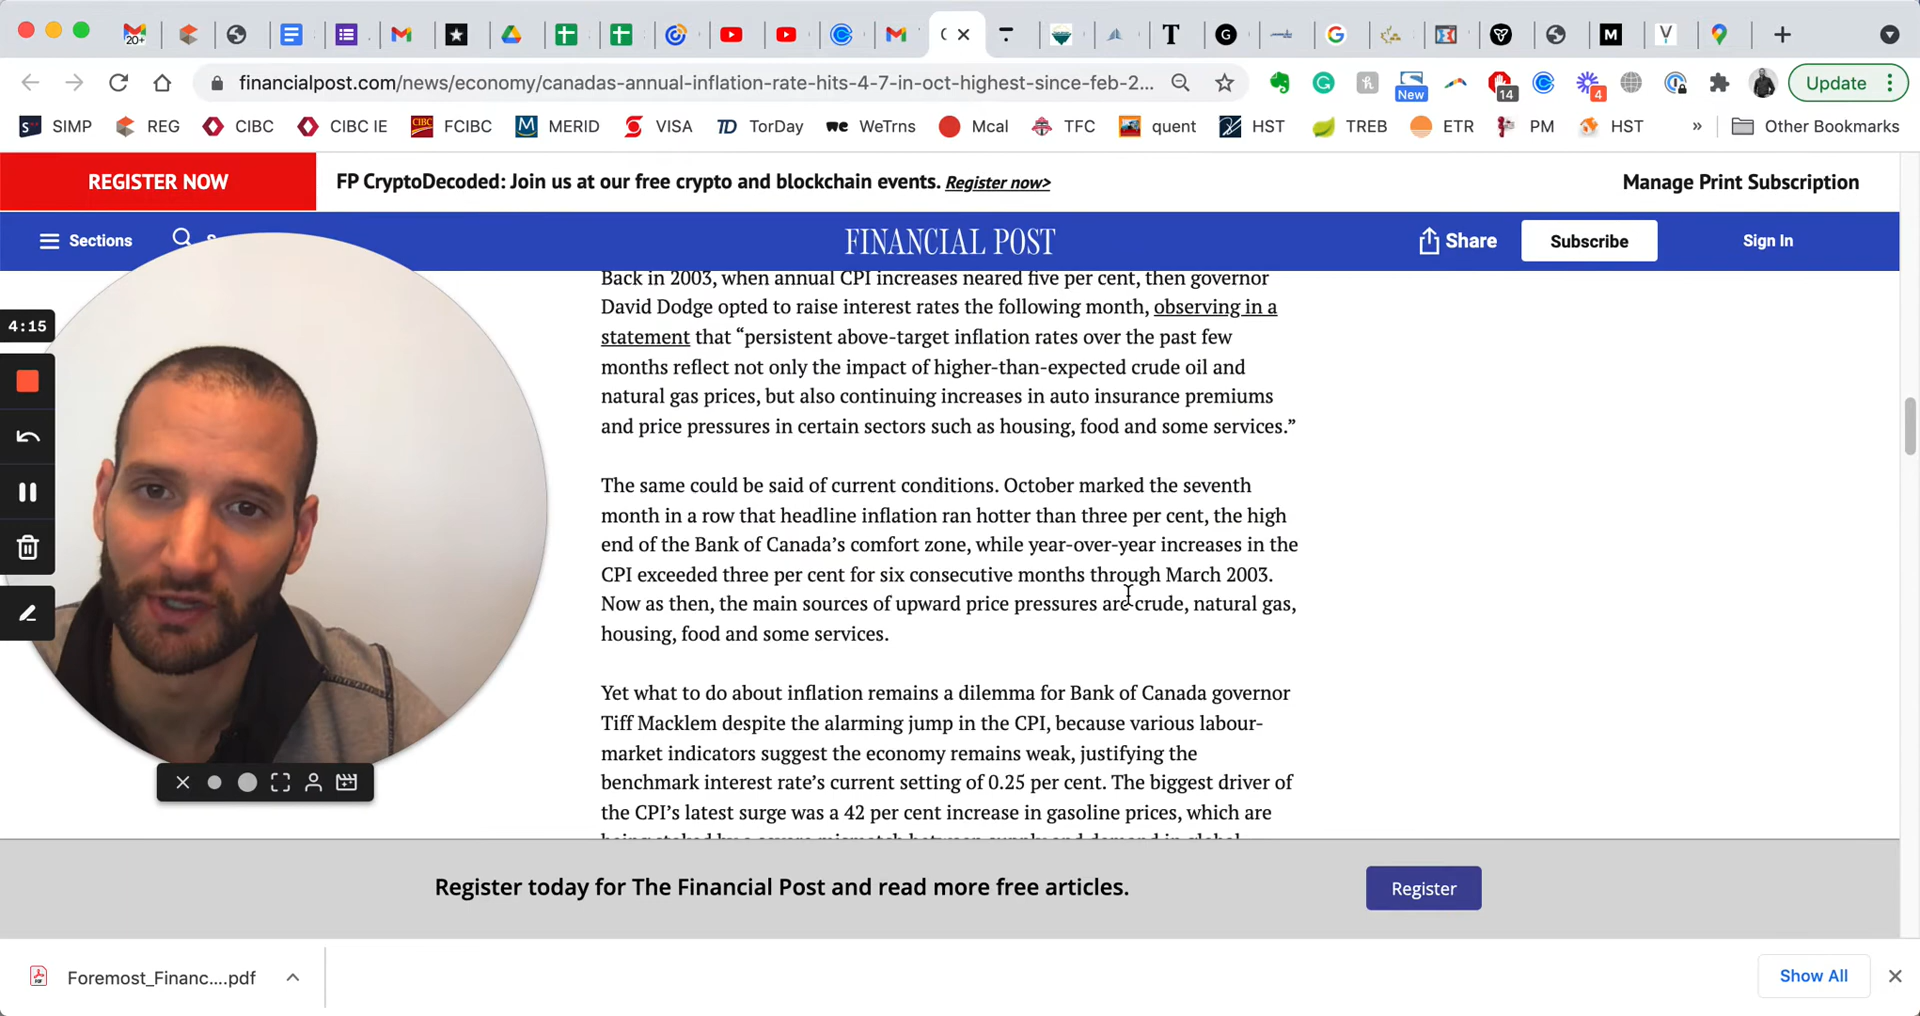 20+
financialpost.com/news/economy/canadas-annual-inflation-rate-hits-4-7-in-oct-highest-since-feb-2...
New
14
4
Update
SIMP
REG
CIBC
CIBC IE
CIBC
FCIBC
M
MERID
VISA
TD
TorDay
we
WeTrns
Mcal
TFC
quent
HST
TREB
ETR
PM
HST
»
Other Bookmarks
REGISTER NOW
FP CryptoDecoded: Join us at our free crypto and blockchain events. Register now>
Manage Print Subscription
Sections
FINANCIAL POST
Share
Subscribe
Sign In
4:15
Back in 2003, when annual CPI increases neared five per cent, then governor
David Dodge opted to raise interest rates the following month, observing in a
statement that “persistent above-target inflation rates over the past few
months reflect not only the impact of higher-than-expected crude oil and
natural gas prices, but also continuing increases in auto insurance premiums
and price pressures in certain sectors such as housing, food and some services.”
The same could be said of current conditions. October marked the seventh
month in a row that headline inflation ran hotter than three per cent, the high
end of the Bank of Canada’s comfort zone, while year-over-year increases in the
CPI exceeded three per cent for six consecutive months through March 2003.
Now as then, the main sources of upward price pressures are crude, natural gas,
housing, food and some services.
Yet what to do about inflation remains a dilemma for Bank of Canada governor
Tiff Macklem despite the alarming jump in the CPI, because various labour-
market indicators suggest the economy remains weak, justifying the
benchmark interest rate’s current setting of 0.25 per cent. The biggest driver of
the CPI’s latest surge was a 42 per cent increase in gasoline prices, which are
Register today for The Financial Post and read more free articles.
Register
Foremost_Financ....pdf
Show All